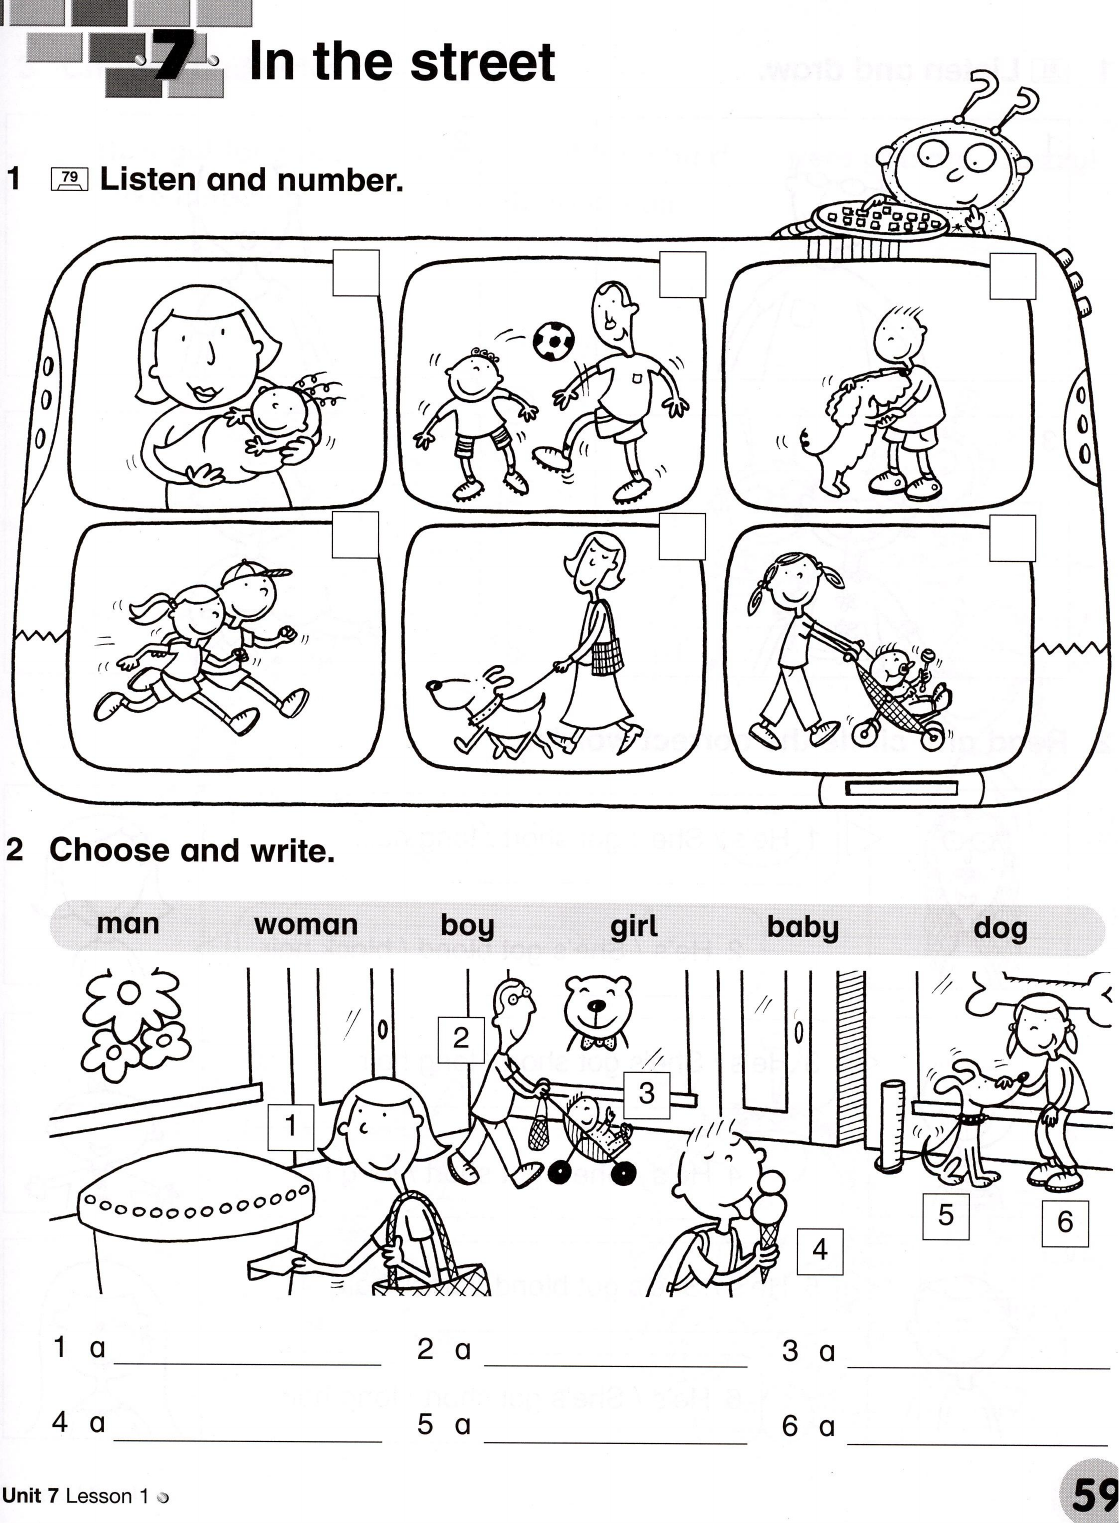 7 In the street
1 79 Listen and number.
2 Choose and write.
man woman boy girl baby dog
2
3
1
5
6
4
1 a
2 a
3 a
4 a
5 a
6 a
Unit 7 Lesson 1
59